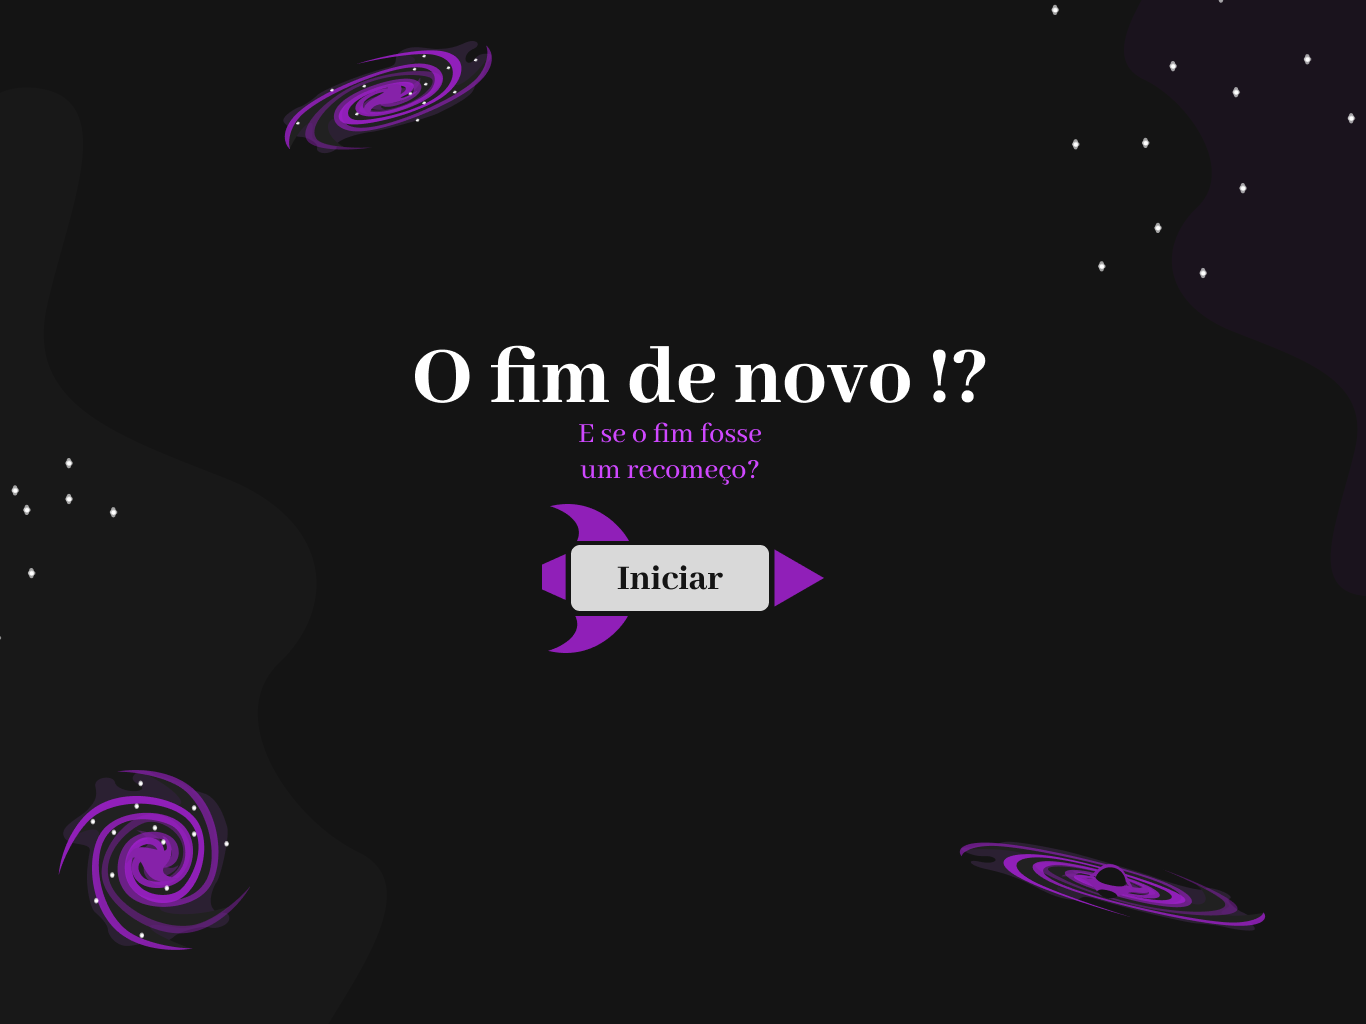 O fim de novo !?
E se o fim fosse
um recomeço?
Iniciar